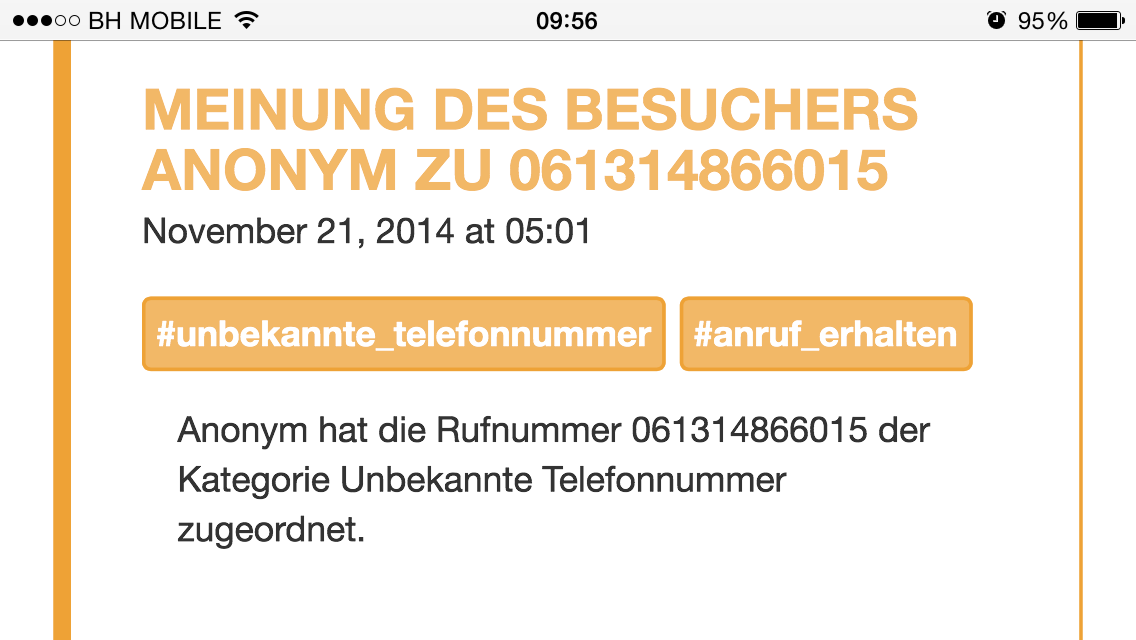 BH MOBILE 09:56 95%
MEINUNG DES BESUCHERS
ANONYM ZU 061314866015
November 21, 2014 at 05:01
#unbekannte_telefonnummer #anruf_erhalten
Anonym hat die Rufnummer 061314866015 der
Kategorie Unbekannte Telefonnummer
zugeordnet.